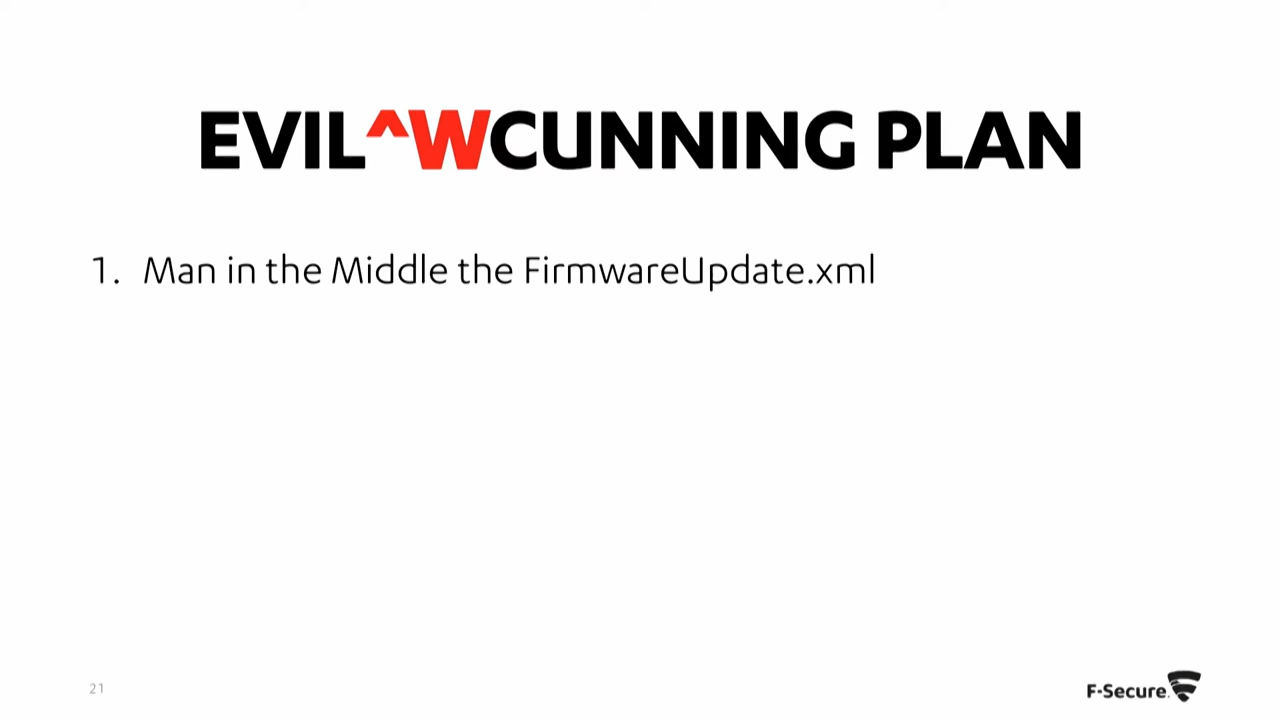 EVIL^WCUNNING PLAN
1. Man in the Middle the FirmwareUpdate.xml
21
F-Secure.